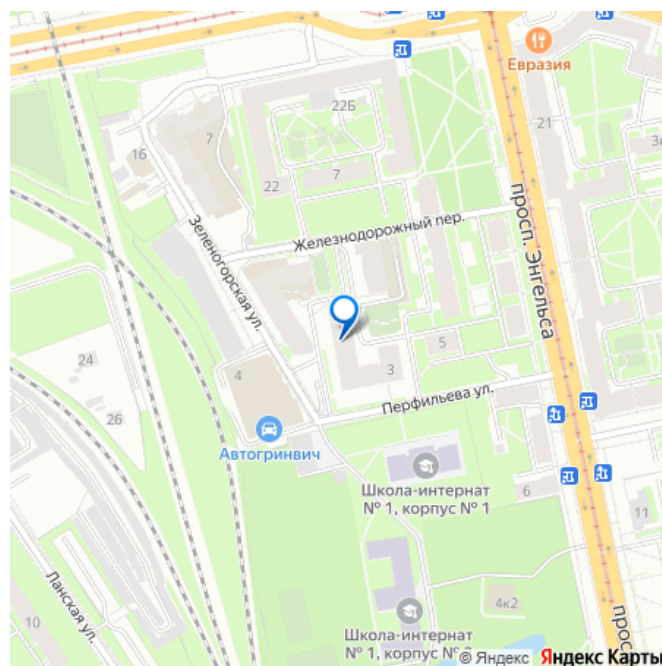 Евразия
22Б
21
3к
7
16
7
22
просп. Энгельса
Железнодорожный пер.
Зеленогорская ул.
5
24
4
3
26
Перфильева ул.
Автогринвич
Школа-интернат
№ 1, корпус № 1
6
11
Ланская ул.
4к2
10
Школа-интернат
№ 1, корпус №
прос
© Яндекс Яндекс Карты